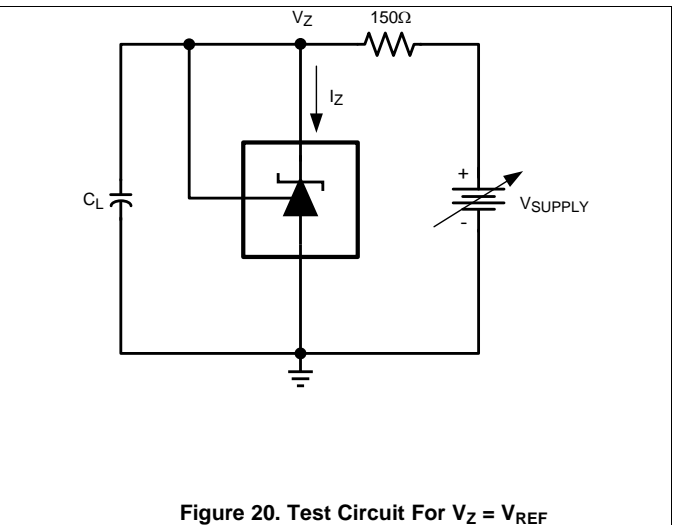 VZ
150Ω
IZ
CL
+
VSUPPLY
-
Figure 20. Test Circuit For VZ = VREF